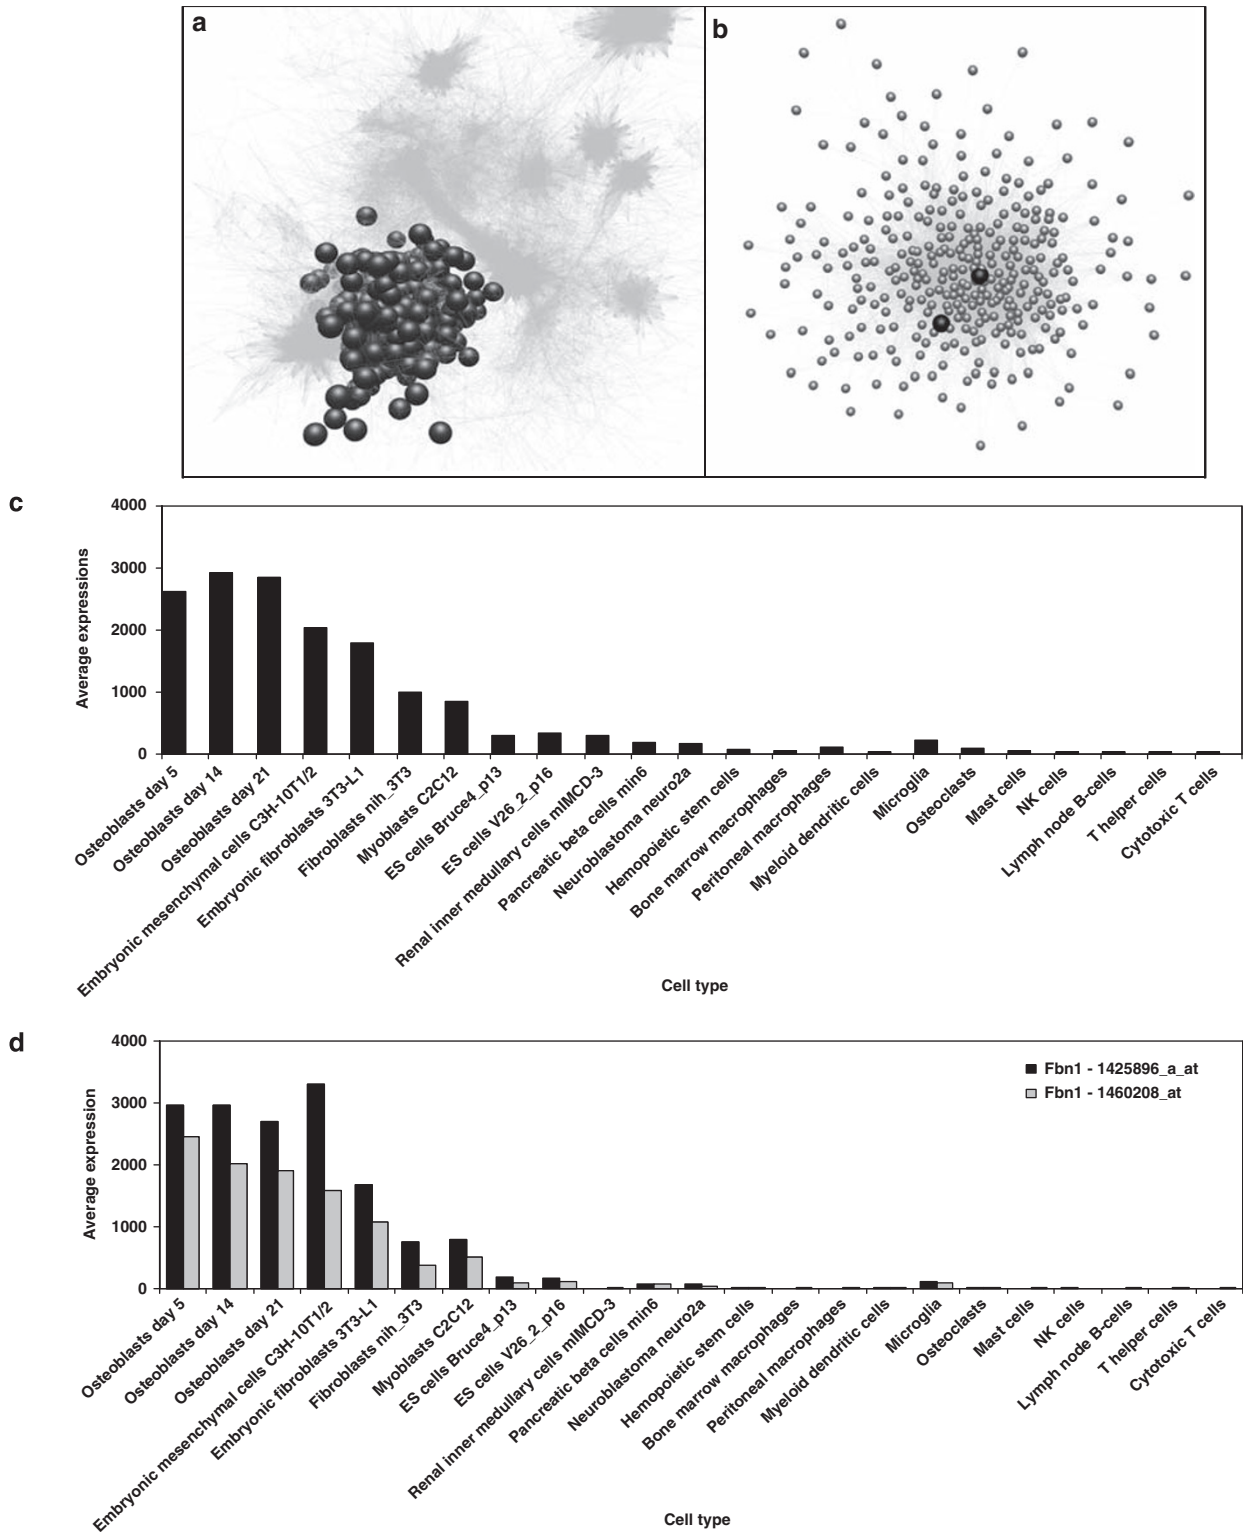 a
b
c
4000
3000
2000
1000
0
Average expressions
Osteoblasts day 5
Osteoblasts day 14
Osteoblasts day 21
Embryonic mesenchymal cells C3H-10T1/2
Embryonic fibroblasts 3T3-L1
Fibroblasts nih_3T3
Myoblasts C2C12
ES cells Bruce4_p13
ES cells V26_2_p16
Renal inner medullary cells mIMCD-3
Pancreatic beta cells min6
Neuroblastoma neuro2a
Hemopoietic stem cells
Bone marrow macrophages
Peritoneal macrophages
Myeloid dendritic cells
Microglia
Osteoclasts
Mast cells
NK cells
Lymph node B-cells
T helper cells
Cytotoxic T cells
Cell type
d
4000
3000
2000
1000
0
Average expression
Fbn1 - 1425896_a_at
Fbn1 - 1460208_at
Osteoblasts day 5
Osteoblasts day 14
Osteoblasts day 21
Embryonic mesenchymal cells C3H-10T1/2
Embryonic fibroblasts 3T3-L1
Fibroblasts nih_3T3
Myoblasts C2C12
ES cells Bruce4_p13
ES cells V26_2_p16
Renal inner medullary cells mIMCD-3
Pancreatic beta cells min6
Neuroblastoma neuro2a
Hemopoietic stem cells
Bone marrow macrophages
Peritoneal macrophages
Myeloid dendritic cells
Microglia
Osteoclasts
Mast cells
NK cells
Lymph node B-cells
T helper cells
Cytotoxic T cells
Cell type